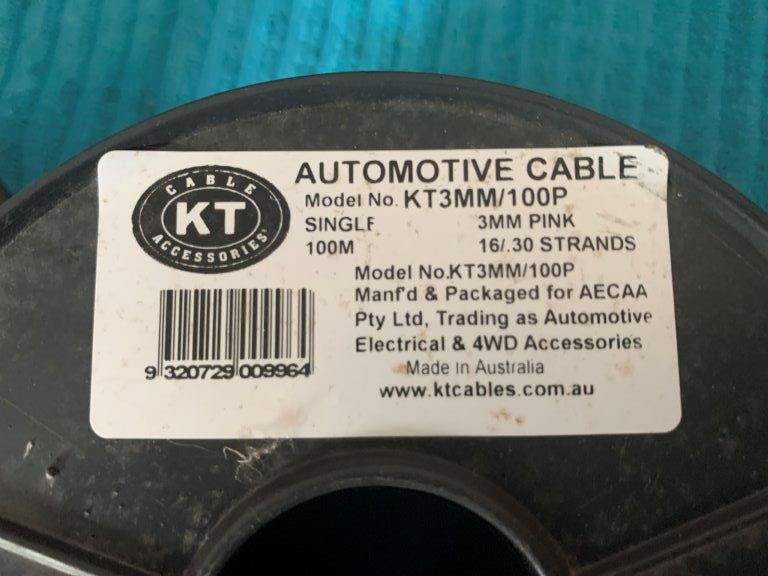 CABLE
KT
ACCESSORIES
AUTOMOTIVE CABLE
Model No. KT3MM/100P
SINGLE 3MM PINK
100M 16/.30 STRANDS
Model No.KT3MM/100P
Manf'd & Packaged for AECAA
Pty Ltd, Trading as Automotive
Electrical & 4WD Accessories
Made In Australia
www.ktcables.com.au
9 320729 009964